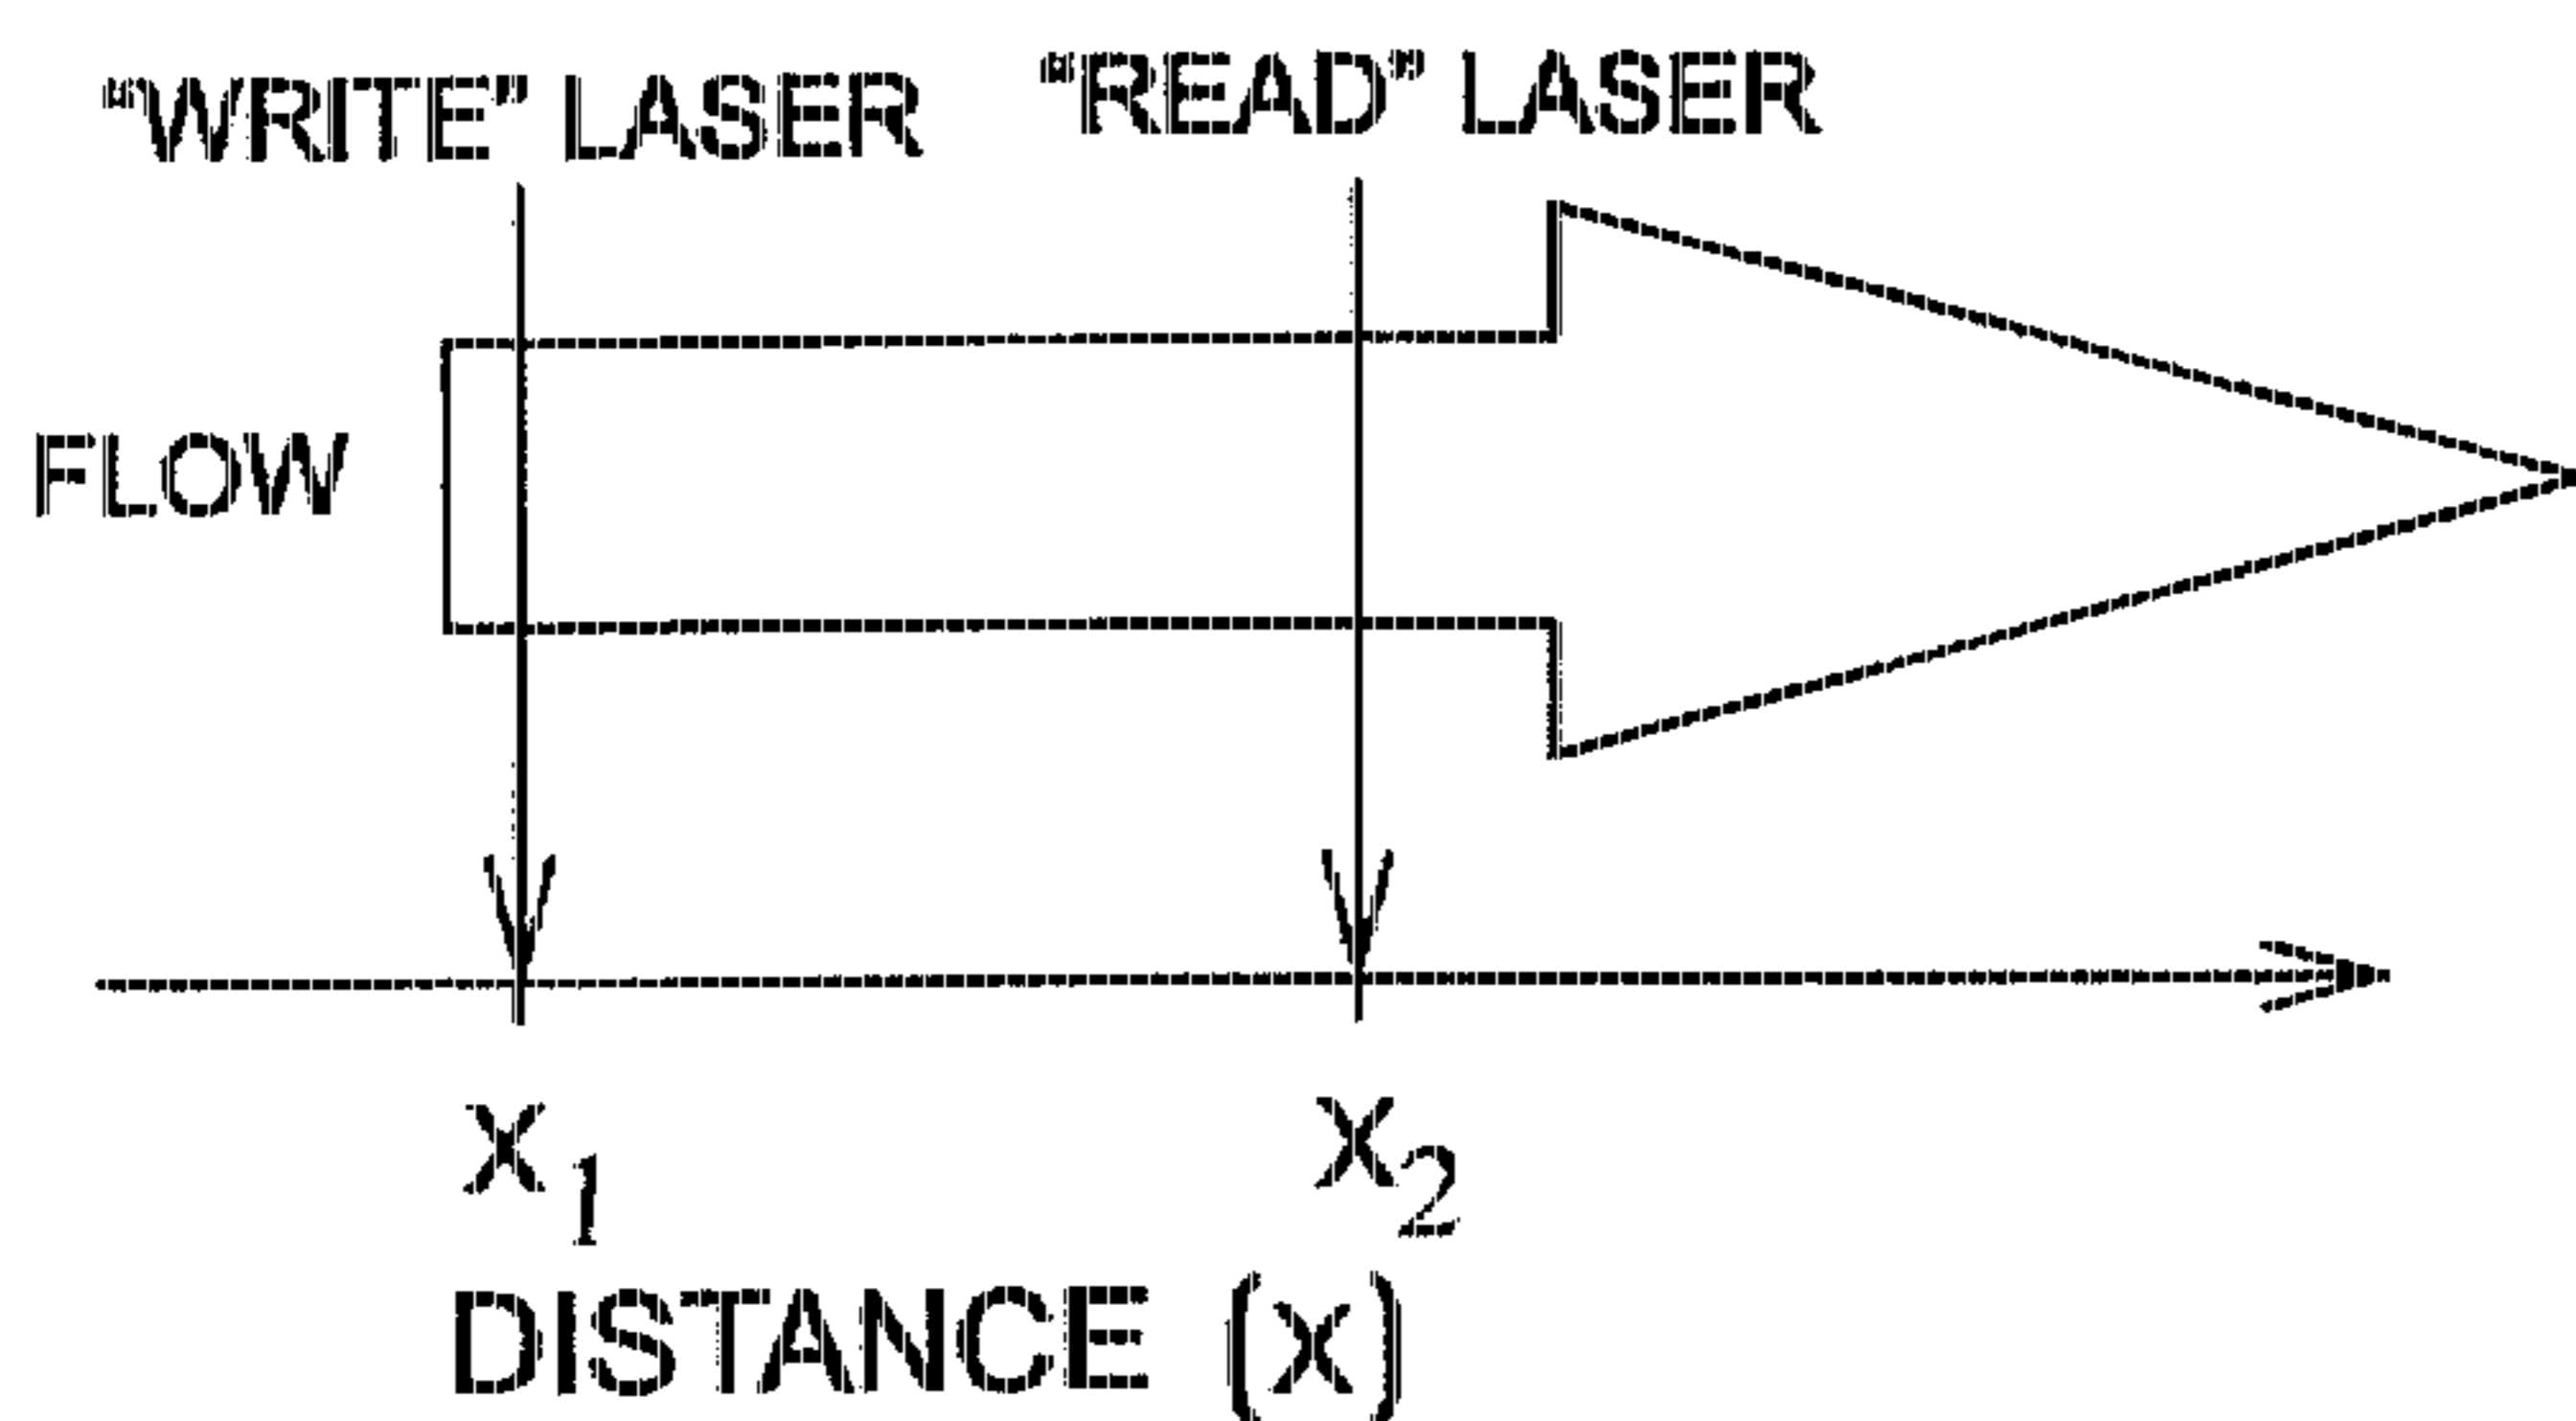 “WRITE” LASER “READ” LASER
FLOW
X1 X2
DISTANCE (X)